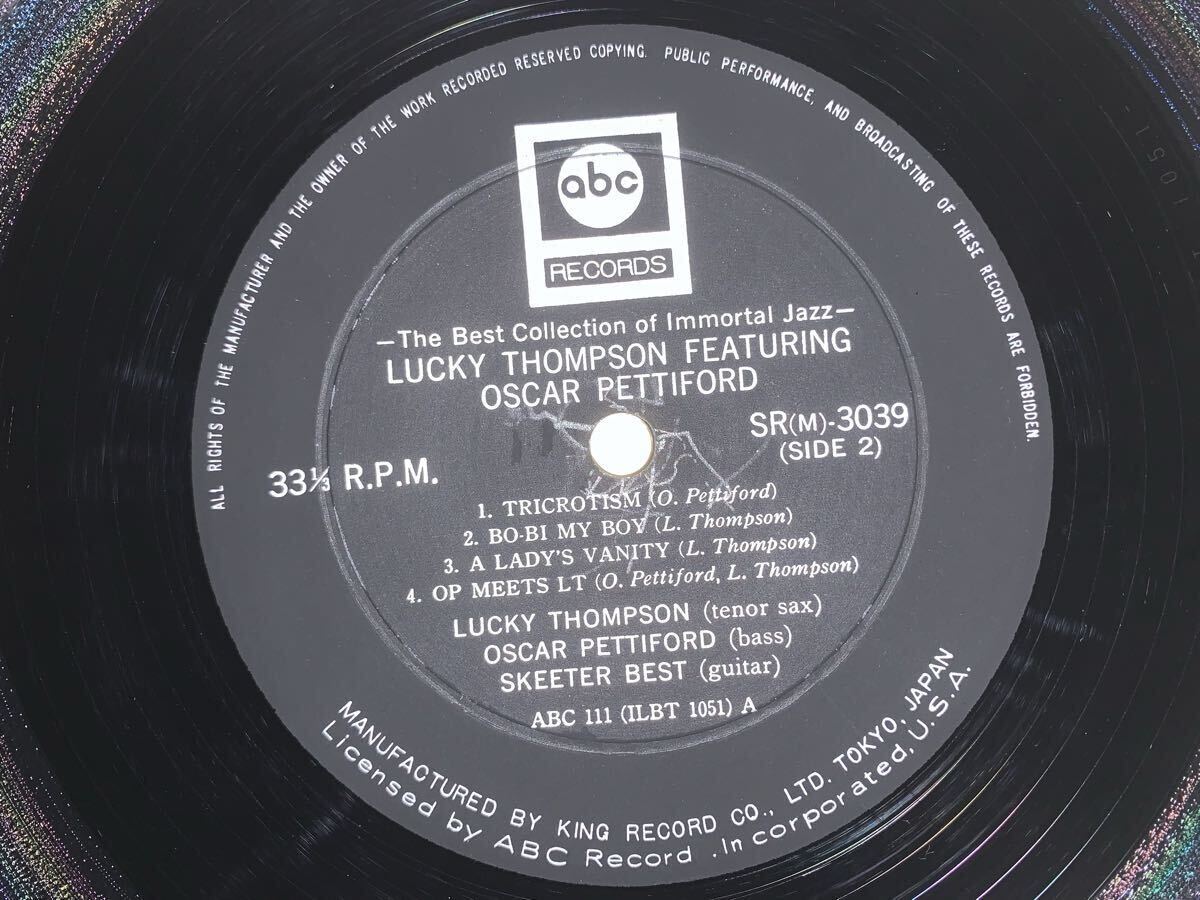 ALL RIGHTS OF THE MANUFACTURER AND THE OWNER OF THE WORK RECORDED RESERVED COPYING. PUBLIC PERFORMANCE, AND BROADCASTING OF THESE RECORDS ARE FORBIDDEN.
abc
RECORDS
—The Best Collection of Immortal Jazz—
LUCKY THOMPSON FEATURING
OSCAR PETTIFORD
SR(M)-3039
(SIDE 2)
33⅓ R.P.M.
1. TRICROTISM (O. Pettiford)
2. BO-BI MY BOY (L. Thompson)
3. A LADY'S VANITY (L. Thompson)
4. OP MEETS LT (O. Pettiford, L. Thompson)
LUCKY THOMPSON (tenor sax)
OSCAR PETTIFORD (bass)
SKEETER BEST (guitar)
ABC 111 (ILBT 1051) A
MANUFACTURED BY KING RECORD CO., LTD. TOKYO, JAPAN
Licensed by ABC Record .Incorporated, U.S.A.